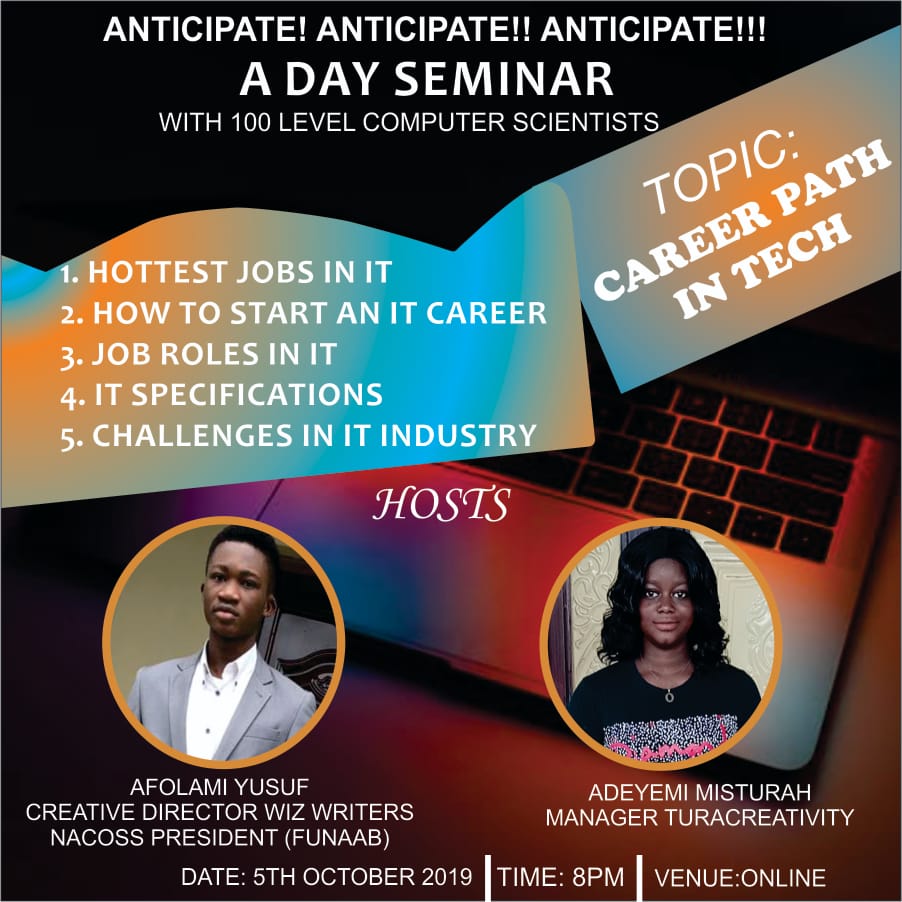 ANTICIPATE! ANTICIPATE!! ANTICIPATE!!!
A DAY SEMINAR
WITH 100 LEVEL COMPUTER SCIENTISTS
TOPIC:
CAREER PATH
IN TECH
1. HOTTEST JOBS IN IT
2. HOW TO START AN IT CAREER
3. JOB ROLES IN IT
4. IT SPECIFICATIONS
5. CHALLENGES IN IT INDUSTRY
HOSTS
AFOLAMI YUSUF
CREATIVE DIRECTOR WIZ WRITERS
NACOSS PRESIDENT (FUNAAB)
ADEYEMI MISTURAH
MANAGER TURACREATIVITY
DATE: 5TH OCTOBER 2019 TIME: 8PM VENUE:ONLINE